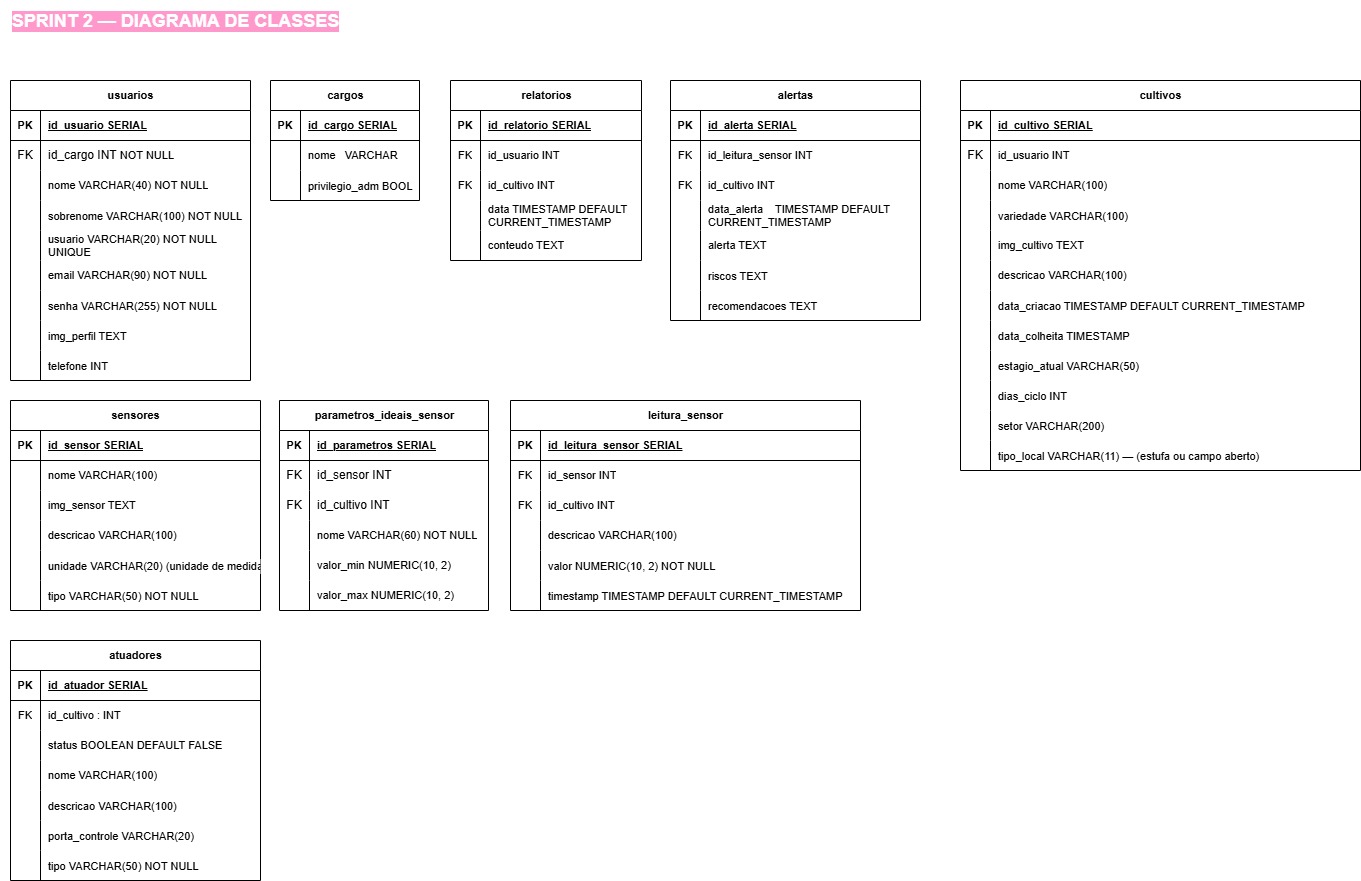 SPRINT 2 — DIAGRAMA DE CLASSES
usuarios
PK id_usuario SERIAL
FK id_cargo INT NOT NULL
nome VARCHAR(40) NOT NULL
sobrenome VARCHAR(100) NOT NULL
usuario VARCHAR(20) NOT NULL
UNIQUE
email VARCHAR(90) NOT NULL
senha VARCHAR(255) NOT NULL
img_perfil TEXT
telefone INT
cargos
PK id_cargo SERIAL
nome VARCHAR
privilegio_adm BOOL
relatorios
PK id_relatorio SERIAL
FK id_usuario INT
FK id_cultivo INT
data TIMESTAMP DEFAULT
CURRENT_TIMESTAMP
conteudo TEXT
alertas
PK id_alerta SERIAL
FK id_leitura_sensor INT
FK id_cultivo INT
data_alerta TIMESTAMP DEFAULT
CURRENT_TIMESTAMP
alerta TEXT
riscos TEXT
recomendacoes TEXT
cultivos
PK id_cultivo SERIAL
FK id_usuario INT
nome VARCHAR(100)
variedade VARCHAR(100)
img_cultivo TEXT
descricao VARCHAR(100)
data_criacao TIMESTAMP DEFAULT CURRENT_TIMESTAMP
data_colheita TIMESTAMP
estagio_atual VARCHAR(50)
dias_ciclo INT
setor VARCHAR(200)
tipo_local VARCHAR(11) — (estufa ou campo aberto)
sensores
PK id_sensor SERIAL
nome VARCHAR(100)
img_sensor TEXT
descricao VARCHAR(100)
unidade VARCHAR(20) (unidade de medida
tipo VARCHAR(50) NOT NULL
parametros_ideais_sensor
PK id_parametros SERIAL
FK id_sensor INT
FK id_cultivo INT
nome VARCHAR(60) NOT NULL
valor_min NUMERIC(10, 2)
valor_max NUMERIC(10, 2)
leitura_sensor
PK id_leitura_sensor SERIAL
FK id_sensor INT
FK id_cultivo INT
descricao VARCHAR(100)
valor NUMERIC(10, 2) NOT NULL
timestamp TIMESTAMP DEFAULT CURRENT_TIMESTAMP
atuadores
PK id_atuador SERIAL
FK id_cultivo : INT
status BOOLEAN DEFAULT FALSE
nome VARCHAR(100)
descricao VARCHAR(100)
porta_controle VARCHAR(20)
tipo VARCHAR(50) NOT NULL